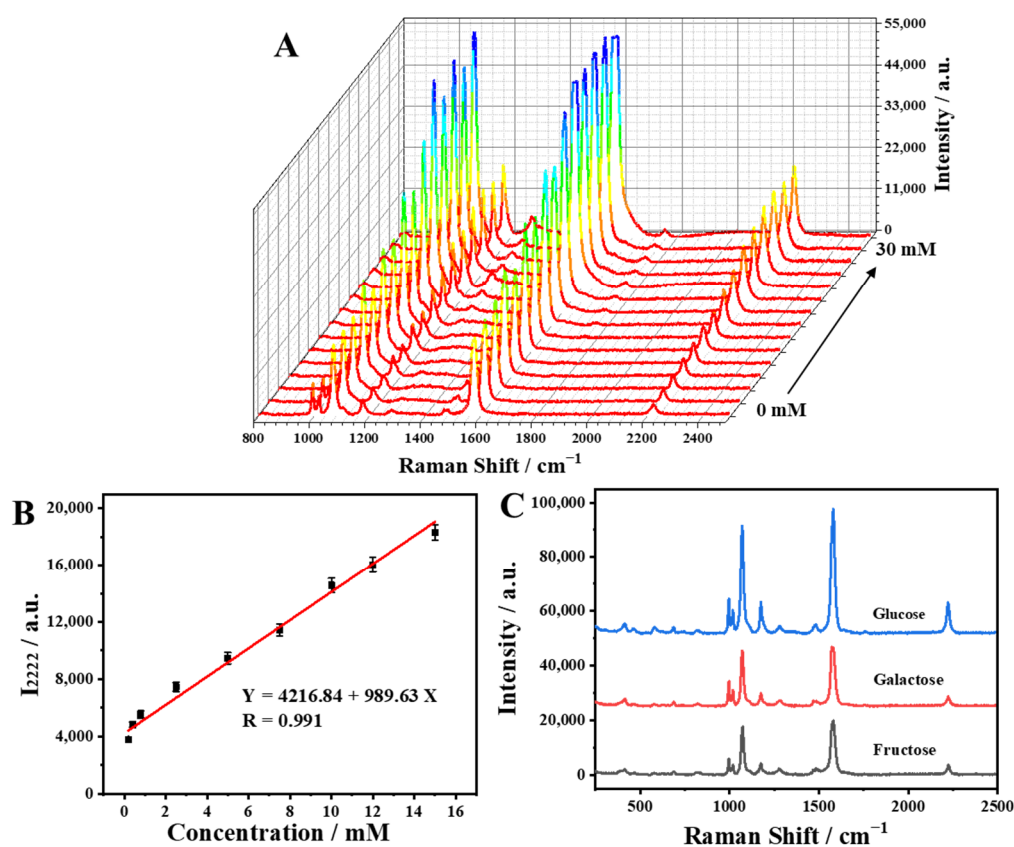 A
55,000
44,000
33,000
22,000
11,000
0
Intensity / a.u.
30 mM
0 mM
800 1000 1200 1400 1600 1800 2000 2200 2400
Raman Shift / cm⁻¹
B
20,000
16,000
12,000
8,000
4,000
0
I₂₂₂₂ / a.u.
Y = 4216.84 + 989.63 X
R = 0.991
0 2 4 6 8 10 12 14 16
Concentration / mM
C
100,000
80,000
60,000
40,000
20,000
0
Intensity / a.u.
Glucose
Galactose
Fructose
500 1000 1500 2000 2500
Raman Shift / cm⁻¹